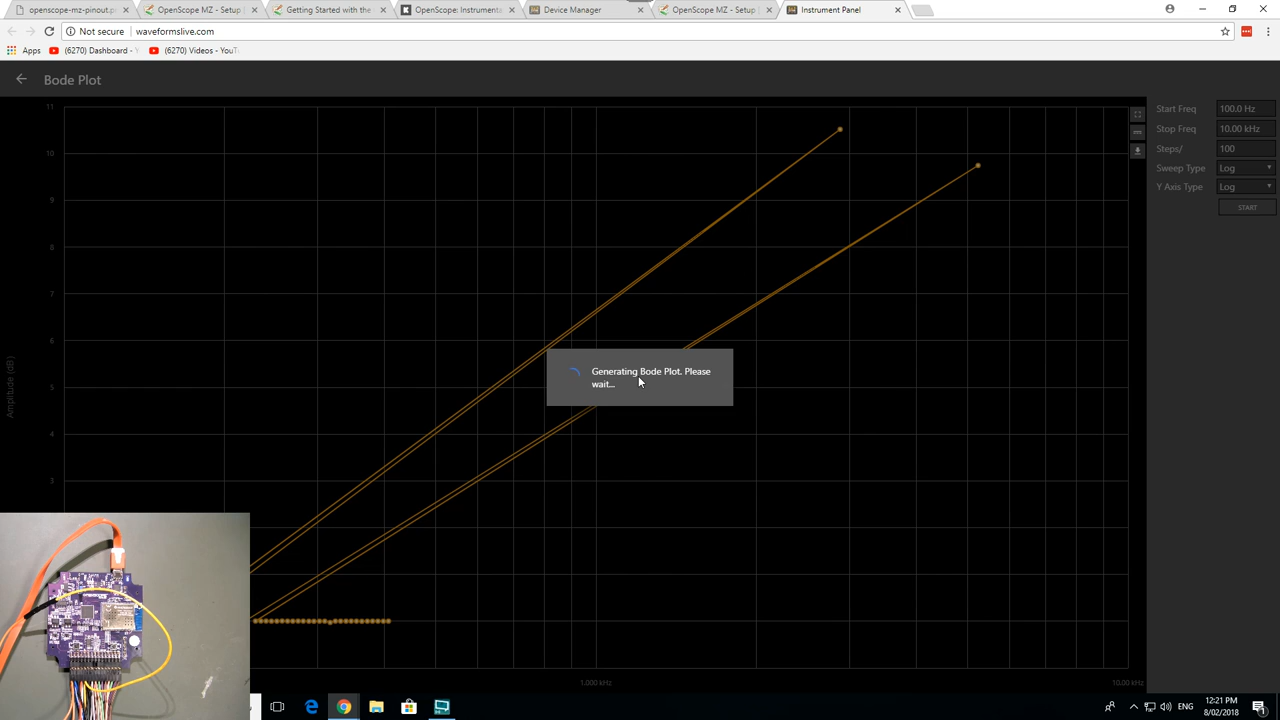 openscope-mz-pinout.p
OpenScope MZ - Setup
Getting Started with the
OpenScope: Instrumenta
Device Manager
OpenScope MZ - Setup
Instrument Panel
Not secure
waveformslive.com
Apps
(6270) Dashboard - Y
(6270) Videos - YouTu
Bode Plot
Start Freq 100.0 Hz
Stop Freq 10.00 kHz
Steps/ 100
Sweep Type Log
Y Axis Type Log
START
11
10
9
8
7
6
5
4
3
Amplitude (dB)
Generating Bode Plot. Please
wait...
1.000 kHz
10.00 kHz
ENG
12:21 PM
8/02/2018